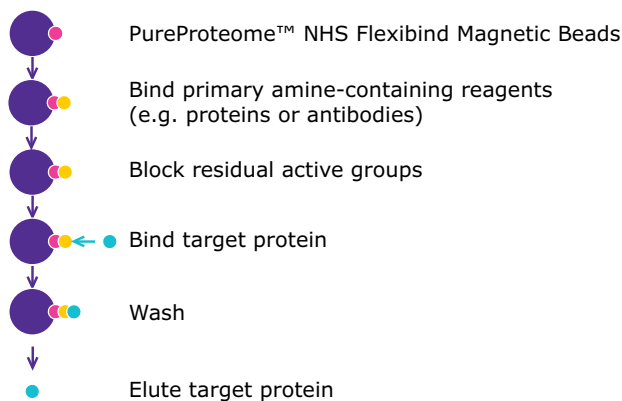 PureProteome™ NHS Flexibind Magnetic Beads
Bind primary amine-containing reagents
(e.g. proteins or antibodies)
Block residual active groups
Bind target protein
Wash
Elute target protein